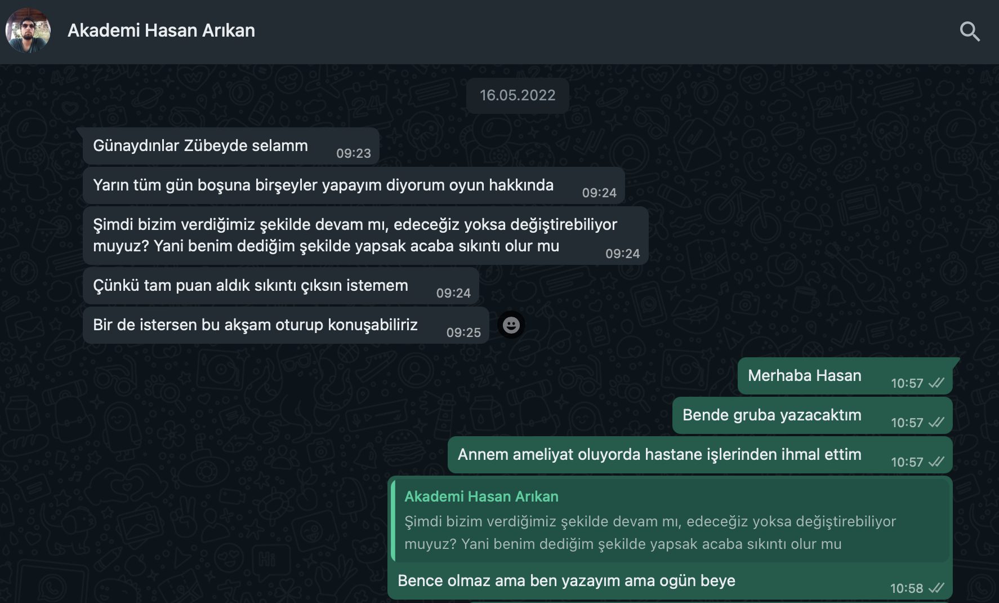 Akademi Hasan Arıkan
16.05.2022
Günaydınlar Zübeyde selamm
09:23
Yarın tüm gün boşuna birşeyler yapayım diyorum oyun hakkında
09:24
Şimdi bizim verdiğimiz şekilde devam mı, edeceğiz yoksa değiştirebiliyor
muyuz? Yani benim dediğim şekilde yapsak acaba sıkıntı olur mu
09:24
Çünkü tam puan aldık sıkıntı çıksın istemem
09:24
Bir de istersen bu akşam oturup konuşabiliriz
09:25
Merhaba Hasan
10:57
Bende gruba yazacaktım
10:57
Annem ameliyat oluyorda hastane işlerinden ihmal ettim
10:57
Akademi Hasan Arıkan
Şimdi bizim verdiğimiz şekilde devam mı, edeceğiz yoksa değiştirebiliyor
muyuz? Yani benim dediğim şekilde yapsak acaba sıkıntı olur mu
Bence olmaz ama ben yazayım ama ogün beye
10:58